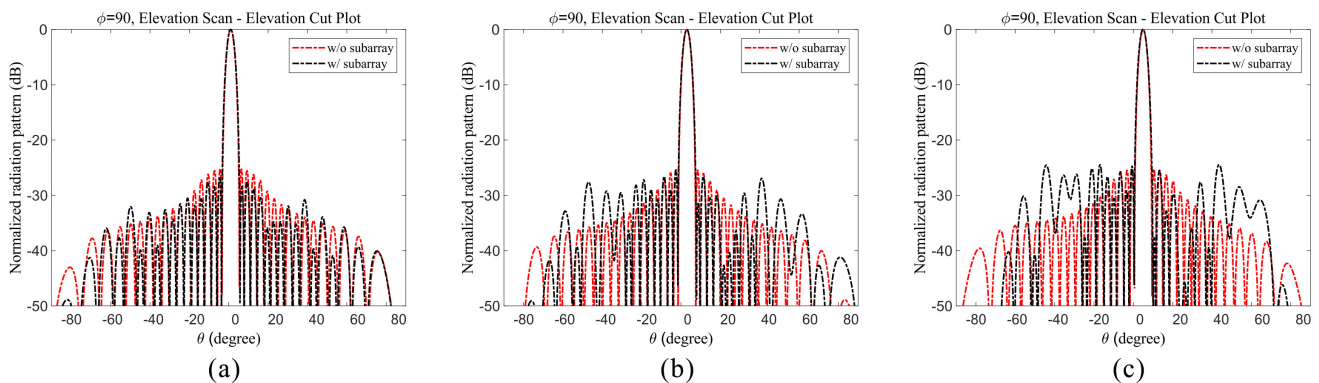 ϕ=90, Elevation Scan - Elevation Cut Plot
Normalized radiation pattern (dB)
0
-10
-20
-30
-40
-50
w/o subarray
w/ subarray
-80 -60 -40 -20 0 20 40 60 80
θ (degree)
(a)
ϕ=90, Elevation Scan - Elevation Cut Plot
Normalized radiation pattern (dB)
0
-10
-20
-30
-40
-50
w/o subarray
w/ subarray
-80 -60 -40 -20 0 20 40 60 80
θ (degree)
(b)
ϕ=90, Elevation Scan - Elevation Cut Plot
Normalized radiation pattern (dB)
0
-10
-20
-30
-40
-50
w/o subarray
w/ subarray
-80 -60 -40 -20 0 20 40 60 80
θ (degree)
(c)